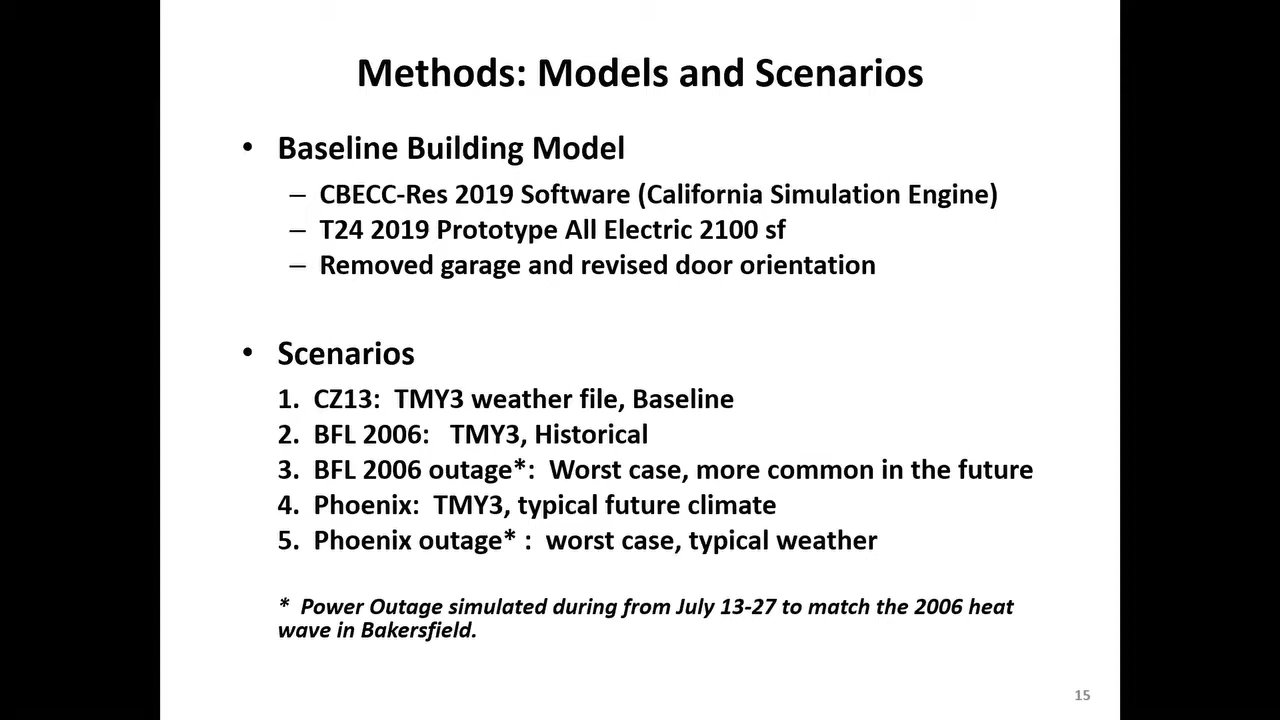 Methods: Models and Scenarios
• Baseline Building Model
– CBECC-Res 2019 Software (California Simulation Engine)
– T24 2019 Prototype All Electric 2100 sf
– Removed garage and revised door orientation
• Scenarios
1. CZ13: TMY3 weather file, Baseline
2. BFL 2006: TMY3, Historical
3. BFL 2006 outage*: Worst case, more common in the future
4. Phoenix: TMY3, typical future climate
5. Phoenix outage* : worst case, typical weather
* Power Outage simulated during from July 13-27 to match the 2006 heat
wave in Bakersfield.
15